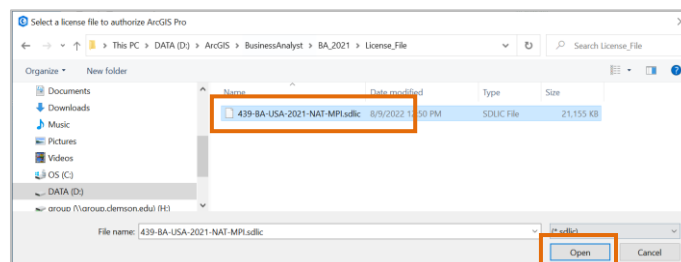 Select a license file to authorize ArcGIS Pro
This PC > DATA (D:) > ArcGIS > BusinessAnalyst > BA_2021 > License_File
Search License_File
Organize
New folder
Name
Date modified
Type
Size
Documents
439-BA-USA-2021-NAT-MPI.sdlic 8/9/2022 12:50 PM SDLIC File 21,155 KB
Downloads
Music
Pictures
Videos
OS (C:)
DATA (D:)
group (\\group.clemson.edu) (H:)
File name: 439-BA-USA-2021-NAT-MPI.sdlic
(*.sdlic)
Open
Cancel